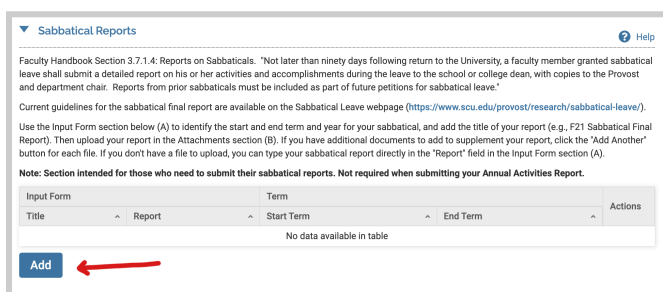 Sabbatical Reports
Help
Faculty Handbook Section 3.7.1.4: Reports on Sabbaticals. "Not later than ninety days following return to the University, a faculty member granted sabbatical
leave shall submit a detailed report on his or her activities and accomplishments during the leave to the school or college dean, with copies to the Provost
and department chair. Reports from prior sabbaticals must be included as part of future petitions for sabbatical leave."
Current guidelines for the sabbatical final report are available on the Sabbatical Leave webpage (https://www.scu.edu/provost/research/sabbatical-leave/).
Use the Input Form section below (A) to identify the start and end term and year for your sabbatical, and add the title of your report (e.g., F21 Sabbatical Final
Report). Then upload your report in the Attachments section (B). If you have additional documents to add to supplement your report, click the "Add Another"
button for each file. If you don't have a file to upload, you can type your sabbatical report directly in the "Report" field in the Input Form section (A).
Note: Section intended for those who need to submit their sabbatical reports. Not required when submitting your Annual Activities Report.
Input Form Term Actions
Title Report Start Term End Term
No data available in table
Add